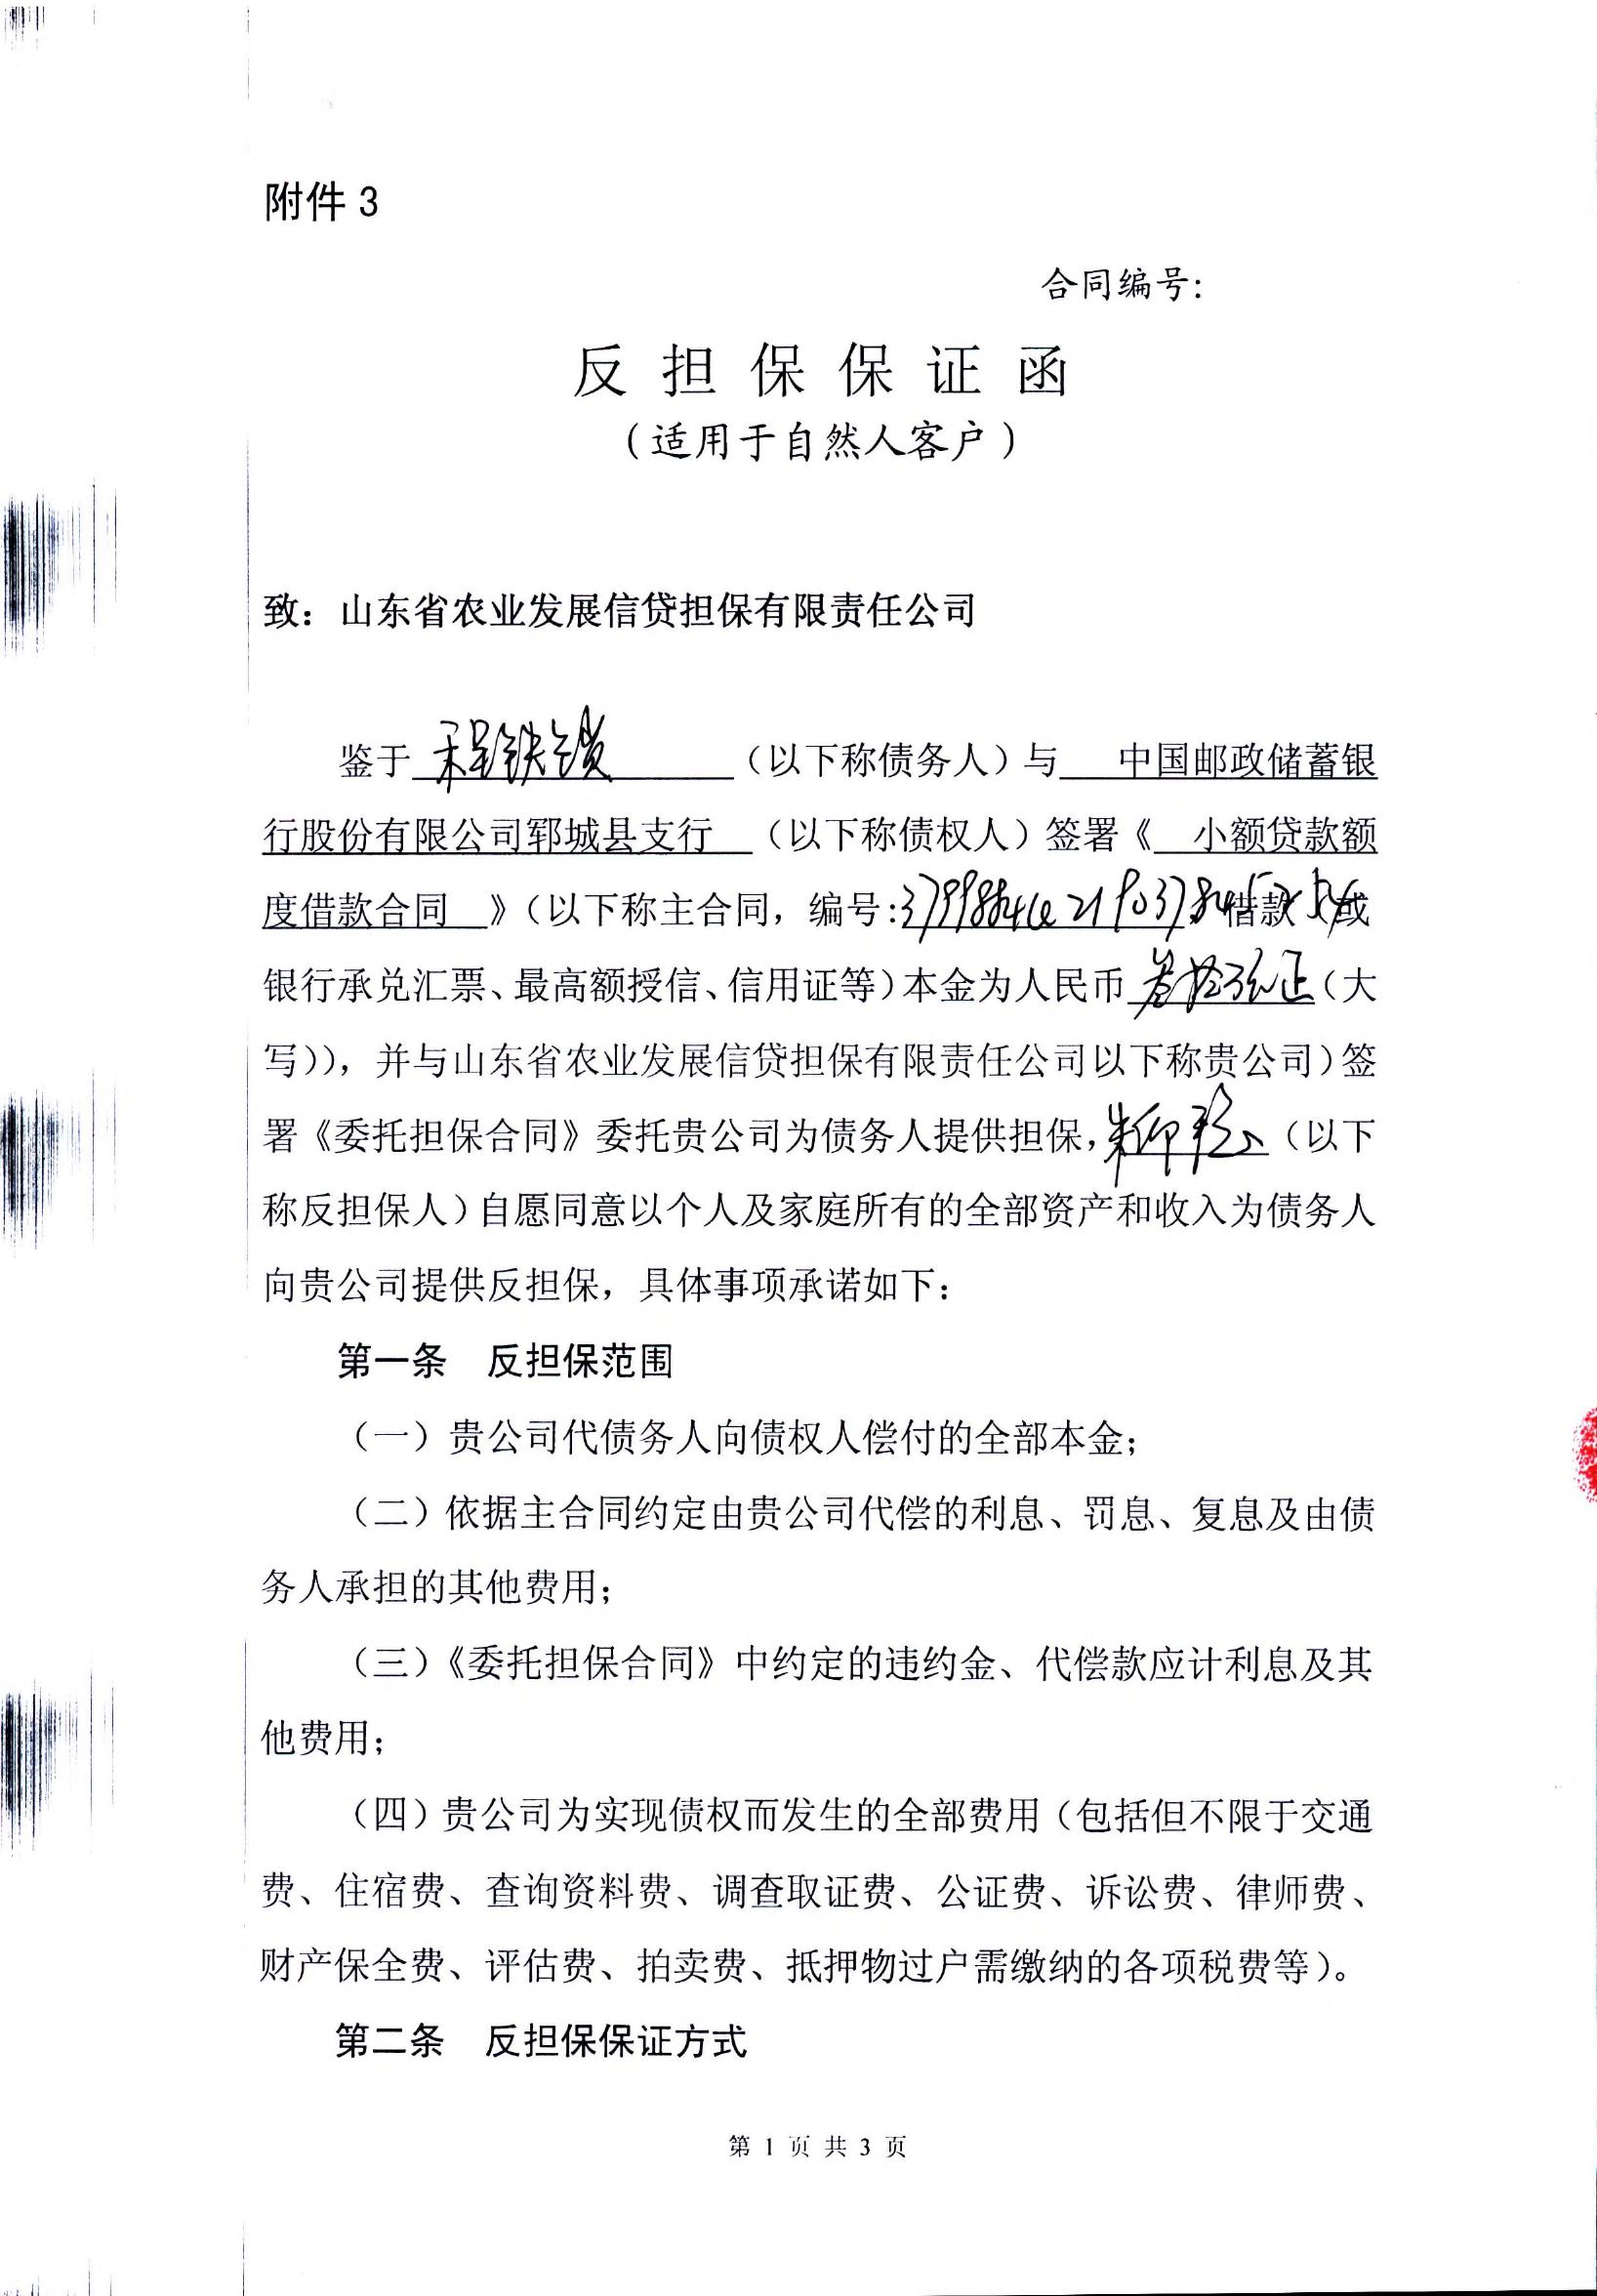 附件 3
合同编号：
反担保保证函
（适用于自然人客户）
致：山东省农业发展信贷担保有限责任公司
鉴于程铁锁（以下称债务人）与 中国邮政储蓄银
行股份有限公司郓城县支行 （以下称债权人）签署《 小额贷款额
度借款合同 》（以下称主合同，编号: 借款 或
银行承兑汇票、最高额授信、信用证等）本金为人民币叁拾万元正（大
写）），并与山东省农业发展信贷担保有限责任公司以下称贵公司）签
署《委托担保合同》委托贵公司为债务人提供担保，（以下
称反担保人）自愿同意以个人及家庭所有的全部资产和收入为债务人
向贵公司提供反担保，具体事项承诺如下：
第一条 反担保范围
（一）贵公司代债务人向债权人偿付的全部本金；
（二）依据主合同约定由贵公司代偿的利息、罚息、复息及由债
务人承担的其他费用；
（三）《委托担保合同》中约定的违约金、代偿款应计利息及其
他费用；
（四）贵公司为实现债权而发生的全部费用（包括但不限于交通
费、住宿费、查询资料费、调查取证费、公证费、诉讼费、律师费、
财产保全费、评估费、拍卖费、抵押物过户需缴纳的各项税费等）。
第二条 反担保保证方式
第 1 页 共 3 页